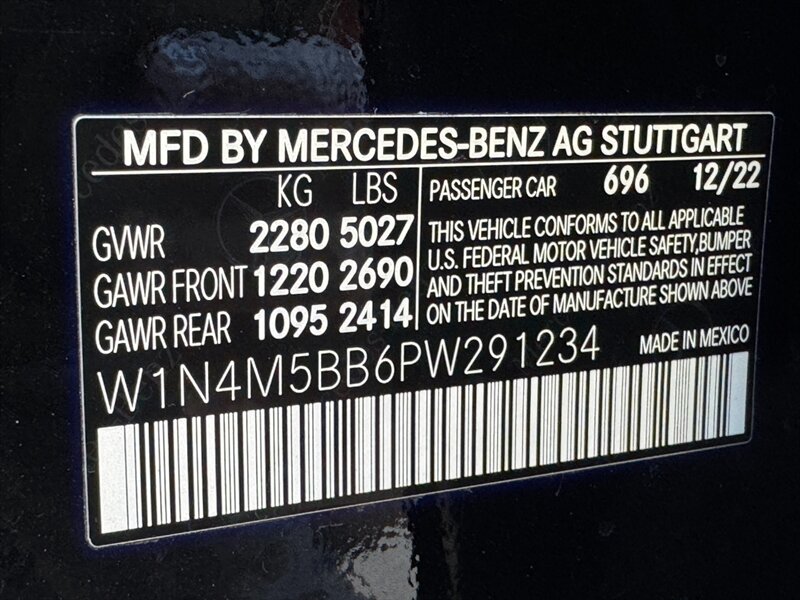 MFD BY MERCEDES-BENZ AG STUTTGART
KG LBS
GVWR 2280 5027
GAWR FRONT 1220 2690
GAWR REAR 1095 2414
PASSENGER CAR 696 12/22
THIS VEHICLE CONFORMS TO ALL APPLICABLE
U.S. FEDERAL MOTOR VEHICLE SAFETY,BUMPER
AND THEFT PREVENTION STANDARDS IN EFFECT
ON THE DATE OF MANUFACTURE SHOWN ABOVE
W1N4M5BB6PW291234
MADE IN MEXICO